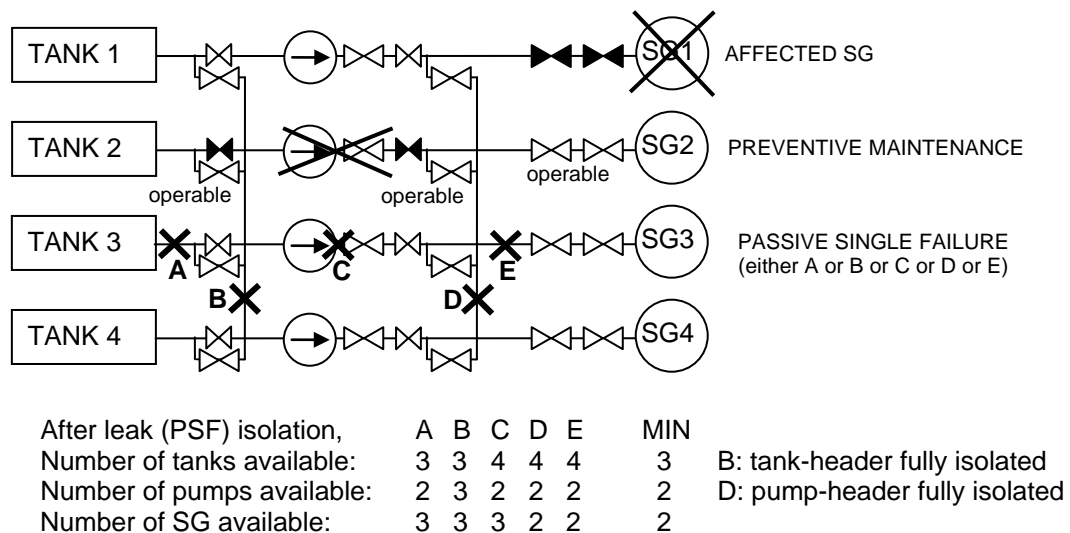 TANK 1
SG1
AFFECTED SG
TANK 2
SG2
PREVENTIVE MAINTENANCE
operable
operable
operable
TANK 3
SG3
PASSIVE SINGLE FAILURE
(either A or B or C or D or E)
A
C
E
B
D
TANK 4
SG4
After leak (PSF) isolation, A B C D E MIN
Number of tanks available: 3 3 4 4 4 3 B: tank-header fully isolated
Number of pumps available: 2 3 2 2 2 2 D: pump-header fully isolated
Number of SG available: 3 3 3 2 2 2